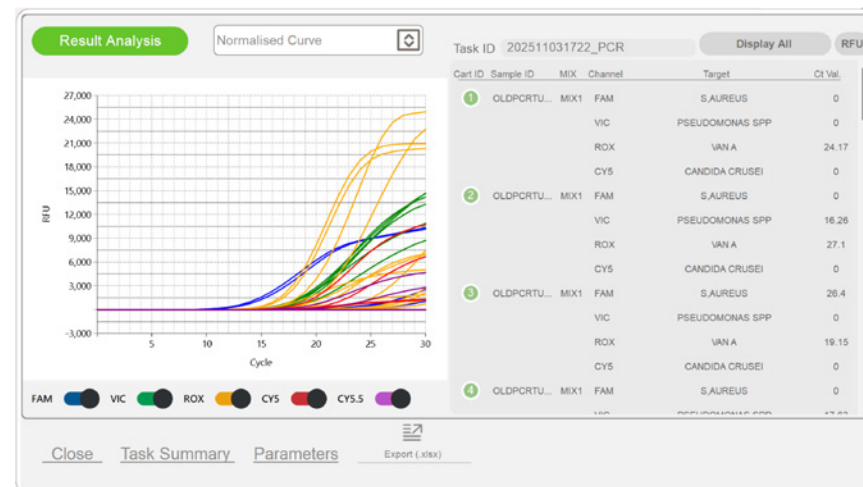 Result Analysis
Normalised Curve
Task ID 202511031722_PCR
Display All
RFU
Cart ID Sample ID MIX Channel Target Ct Val.
1 OLDPCRTU... MIX1 FAM S,AUREUS 0
VIC PSEUDOMONAS SPP 0
ROX VAN A 24.17
CY5 CANDIDA CRUSEI 0
2 OLDPCRTU... MIX1 FAM S,AUREUS 0
VIC PSEUDOMONAS SPP 16.26
ROX VAN A 27.1
CY5 CANDIDA CRUSEI 0
3 OLDPCRTU... MIX1 FAM S,AUREUS 26.4
VIC PSEUDOMONAS SPP 0
ROX VAN A 19.15
CY5 CANDIDA CRUSEI 0
4 OLDPCRTU... MIX1 FAM S,AUREUS 0
27,000
24,000
21,000
18,000
15,000
12,000
9,000
6,000
3,000
-3,000
RFU
5 10 15 20 25 30
Cycle
FAM VIC ROX CY5 CY5.5
Close Task Summary Parameters Export (.xlsx)